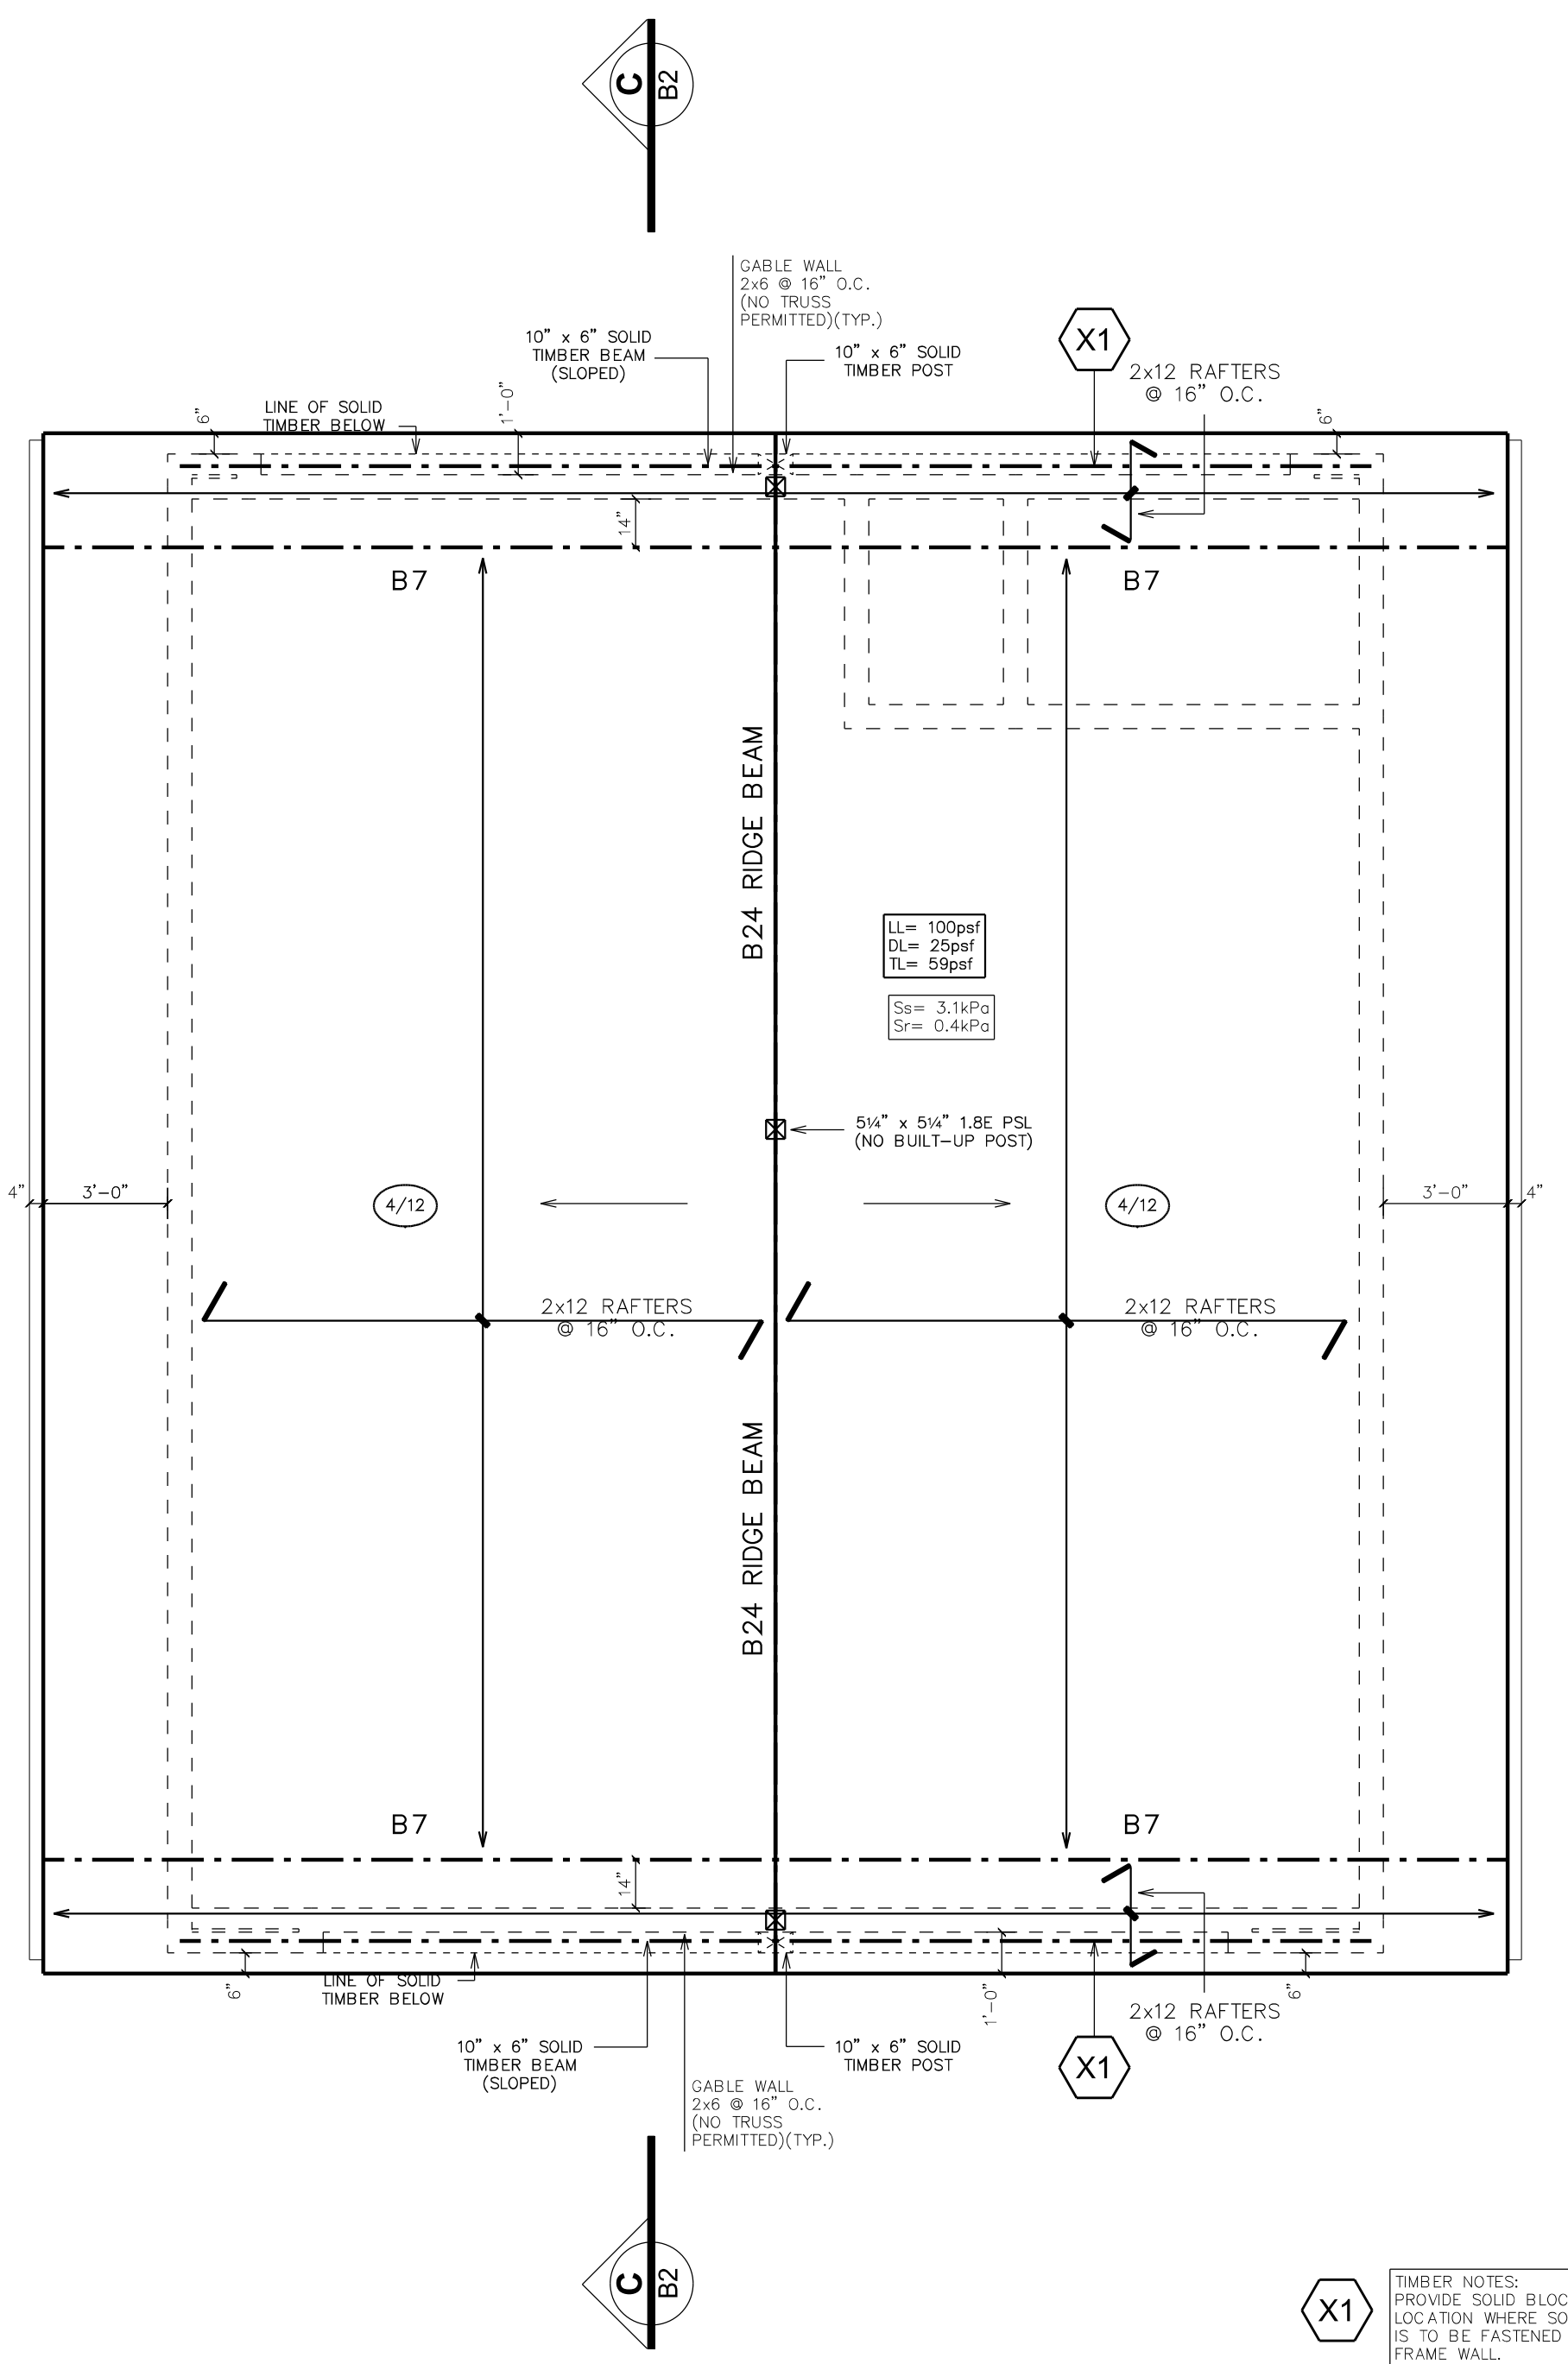 C
B2
GABLE WALL
2x6 @ 16" O.C.
(NO TRUSS
PERMITTED)(TYP.)
10" x 6" SOLID
TIMBER BEAM
(SLOPED)
10" x 6" SOLID
TIMBER POST
X1
2x12 RAFTERS
@ 16" O.C.
LINE OF SOLID
TIMBER BELOW
6"
1'-0"
6"
14"
B7
B7
B24 RIDGE BEAM
LL= 100psf
DL= 25psf
TL= 59psf
Ss= 3.1kPa
Sr= 0.4kPa
5¼" x 5¼" 1.8E PSL
(NO BUILT-UP POST)
4"
3'-0"
4/12
4/12
3'-0"
4"
2x12 RAFTERS
@ 16" O.C.
2x12 RAFTERS
@ 16" O.C.
B24 RIDGE BEAM
B7
B7
14"
6"
LINE OF SOLID
TIMBER BELOW
1'-0"
6"
2x12 RAFTERS
@ 16" O.C.
10" x 6" SOLID
TIMBER BEAM
(SLOPED)
10" x 6" SOLID
TIMBER POST
X1
GABLE WALL
2x6 @ 16" O.C.
(NO TRUSS
PERMITTED)(TYP.)
C
B2
X1
TIMBER NOTES:
PROVIDE SOLID BLOC
LOCATION WHERE SO
IS TO BE FASTENED
FRAME WALL.